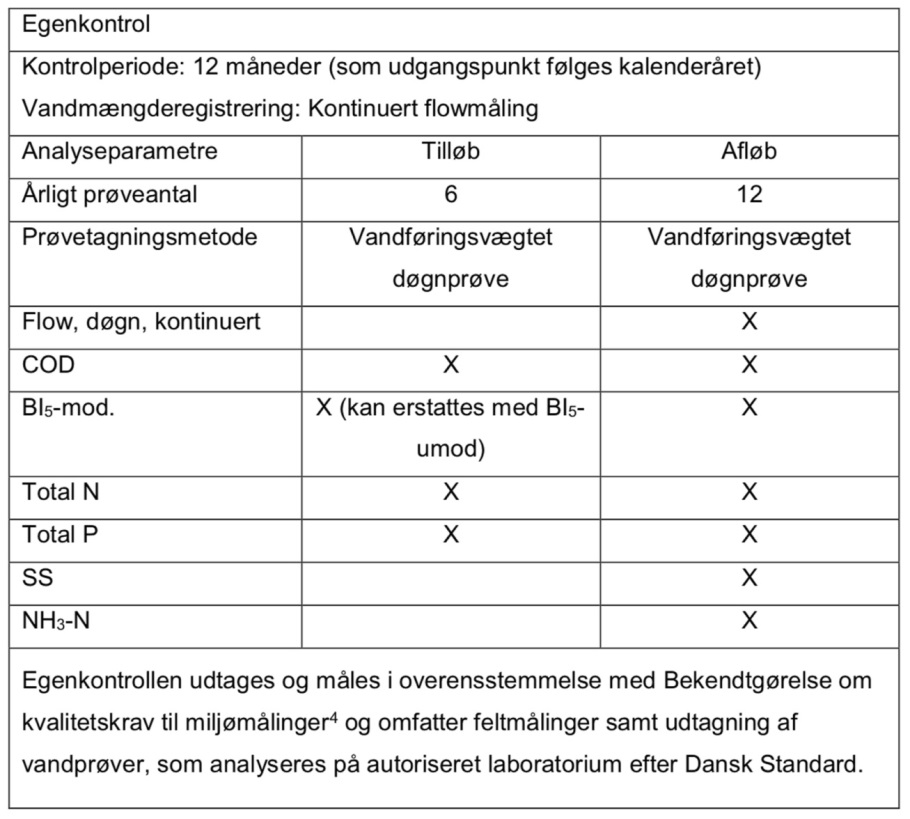 Egenkontrol
Kontrolperiode: 12 måneder (som udgangspunkt følges kalenderåret)
Vandmængderegistrering: Kontinuert flowmåling
Analyseparametre Tilløb Afløb
Årligt prøveantal 6 12
Prøvetagningsmetode Vandføringsvægtet Vandføringsvægtet
døgnprøve døgnprøve
Flow, døgn, kontinuert X
COD X X
BI₅-mod. X (kan erstattes med BI₅- X
umod)
Total N X X
Total P X X
SS X
NH₃-N X
Egenkontrollen udtages og måles i overensstemmelse med Bekendtgørelse om
kvalitetskrav til miljømålinger⁴ og omfatter feltmålinger samt udtagning af
vandprøver, som analyseres på autoriseret laboratorium efter Dansk Standard.